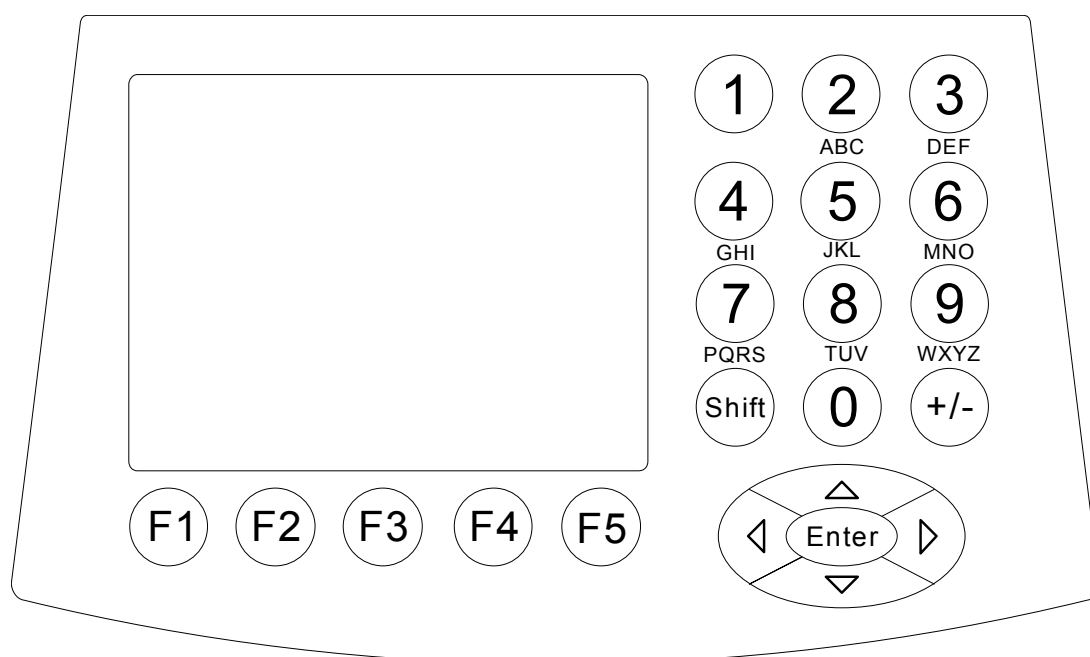 1 2 3
ABC DEF
4 5 6
GHI JKL MNO
7 8 9
PQRS TUV WXYZ
Shift 0 +/-
F1 F2 F3 F4 F5
Enter